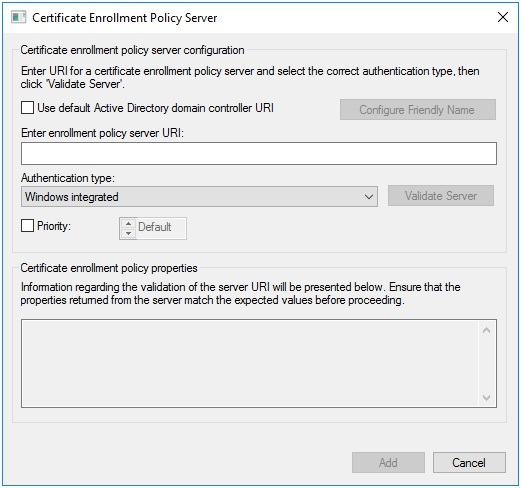 Certificate Enrollment Policy Server
Certificate enrollment policy server configuration
Enter URI for a certificate enrollment policy server and select the correct authentication type, then
click 'Validate Server'.
Use default Active Directory domain controller URI
Configure Friendly Name
Enter enrollment policy server URI:
Authentication type:
Windows integrated
Validate Server
Priority:
Default
Certificate enrollment policy properties
Information regarding the validation of the server URI will be presented below. Ensure that the
properties returned from the server match the expected values before proceeding.
Add
Cancel